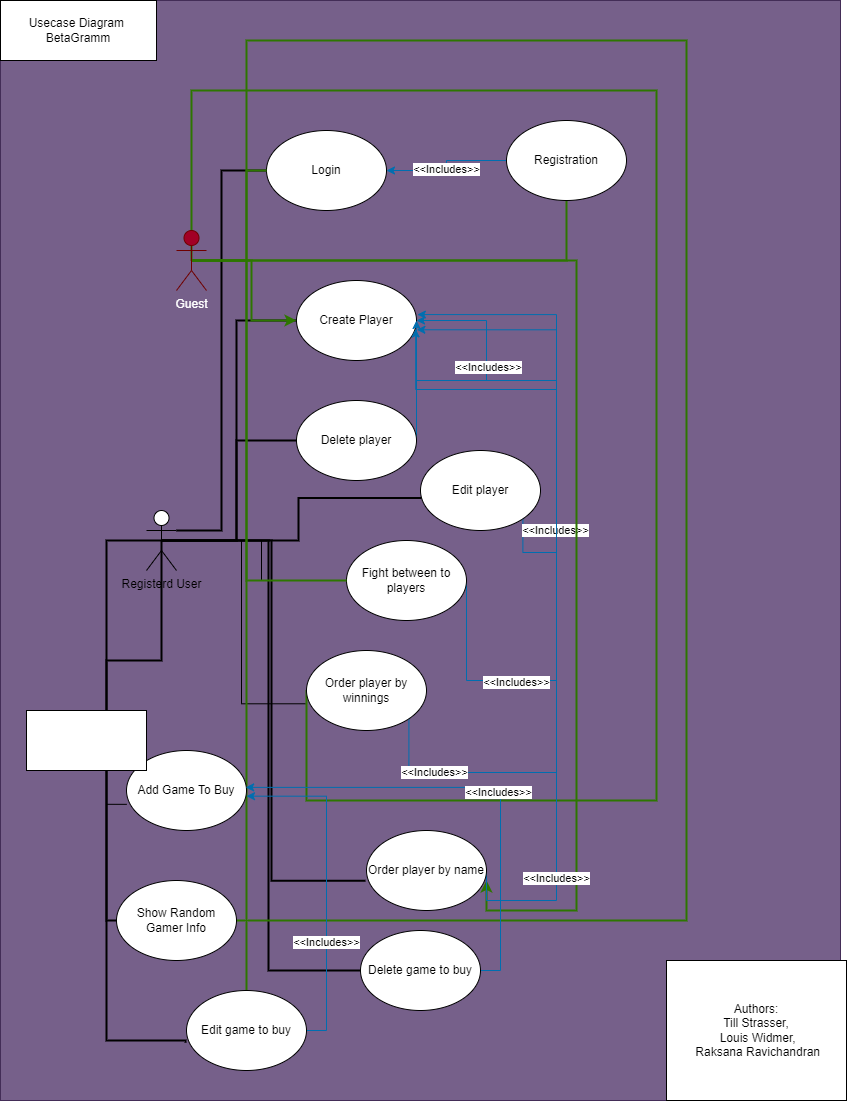 Usecase Diagram
BetaGramm
Login
<<Includes>>
Registration
Guest
Create Player
<<Includes>>
Delete player
Edit player
<<Includes>>
Registerd User
Fight between to
players
<<Includes>>
Order player by
winnings
<<Includes>>
Add Game To Buy
<<Includes>>
Order player by name
<<Includes>>
Show Random
Gamer Info
<<Includes>>
Delete game to buy
Edit game to buy
Authors:
Till Strasser,
Louis Widmer,
Raksana Ravichandran